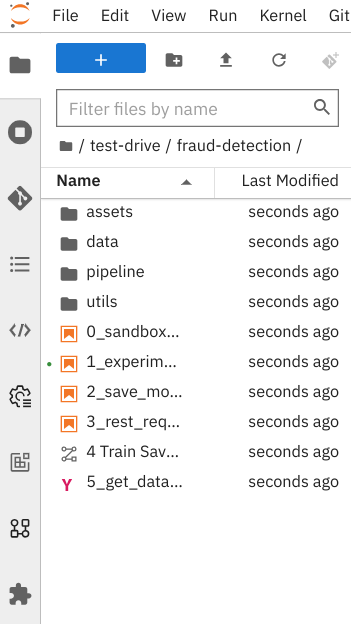 File Edit View Run Kernel Git
+
Filter files by name
/ test-drive / fraud-detection /
Name Last Modified
assets seconds ago
data seconds ago
pipeline seconds ago
utils seconds ago
0_sandbox... seconds ago
1_experim... seconds ago
2_save_mo... seconds ago
3_rest_req... seconds ago
4 Train Sav... seconds ago
Y 5_get_data... seconds ago